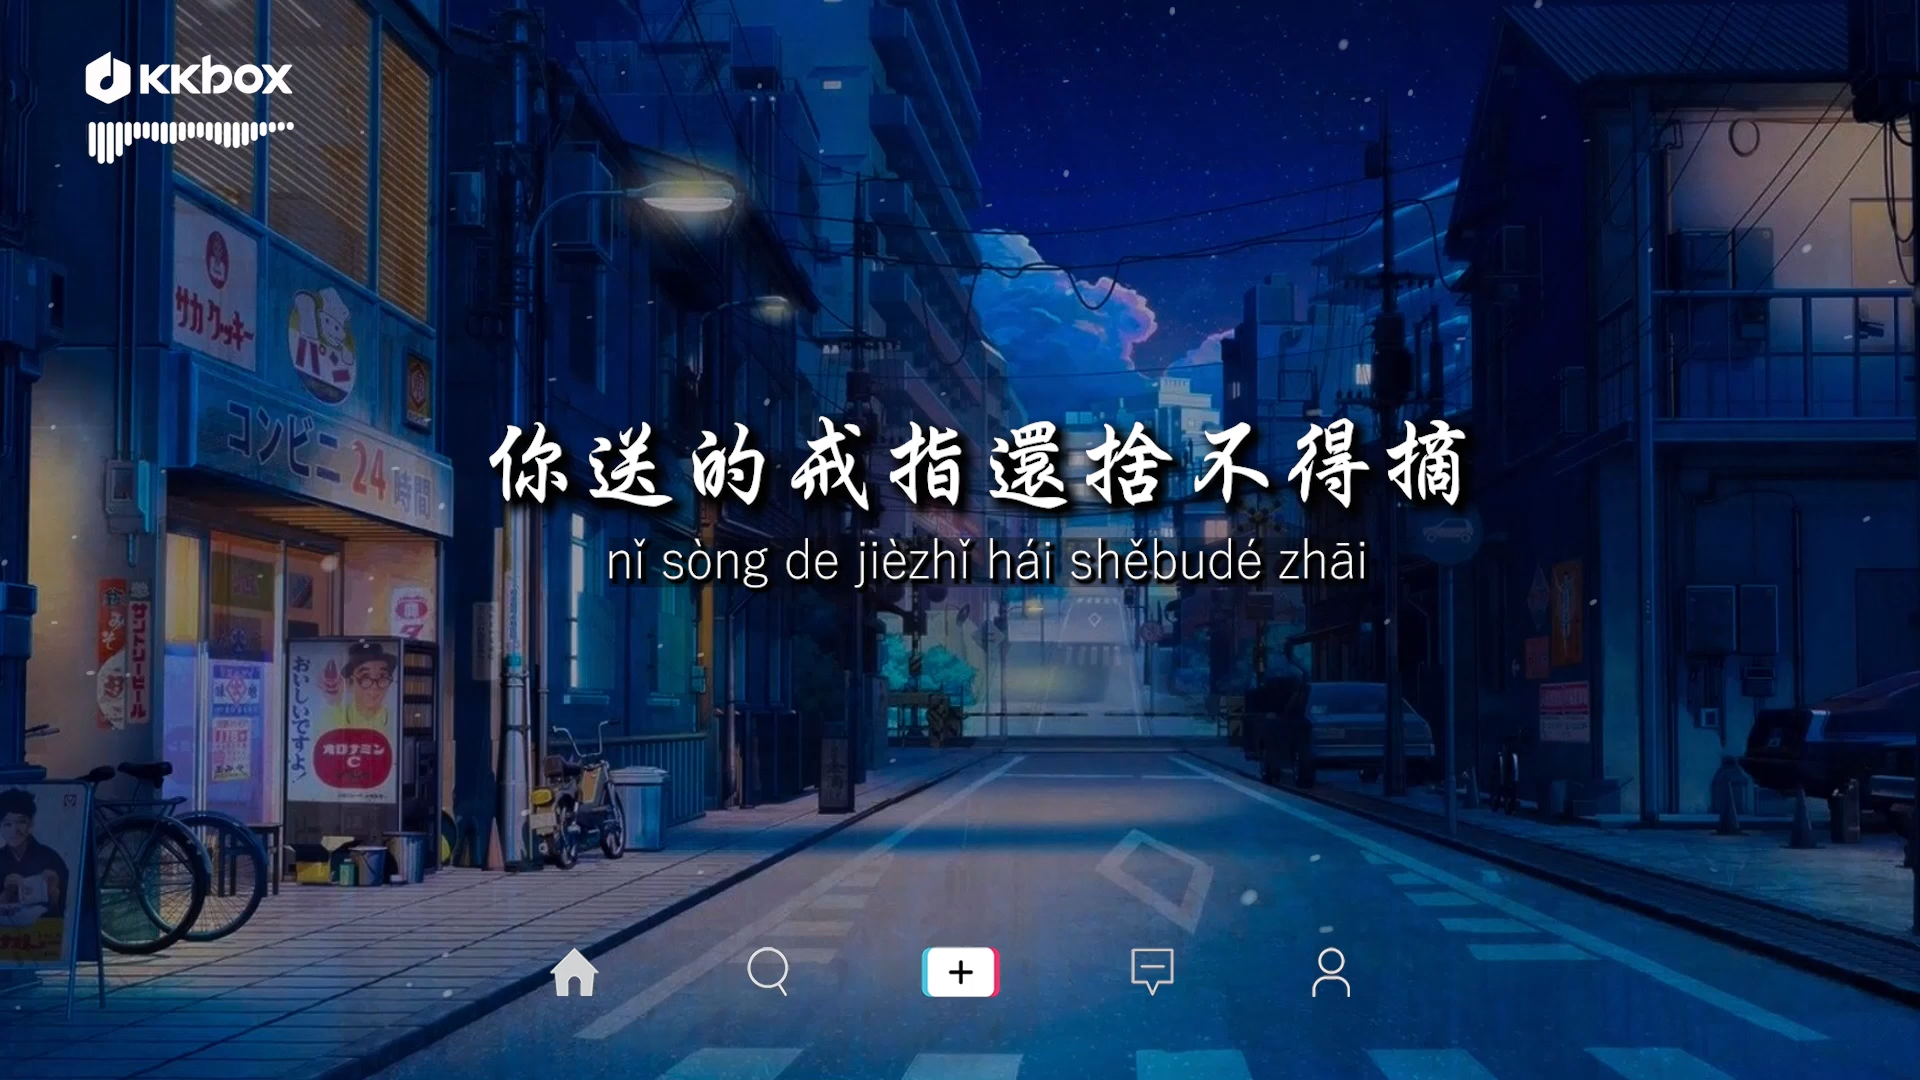 KKbox
サカクッキー
パン
コンビニ 24 時間
你送的戒指還捨不得摘
nǐ sòng de jièzhǐ hái shěbudé zhāi
サントリービール
おいしいですよ!
オロナミン
C